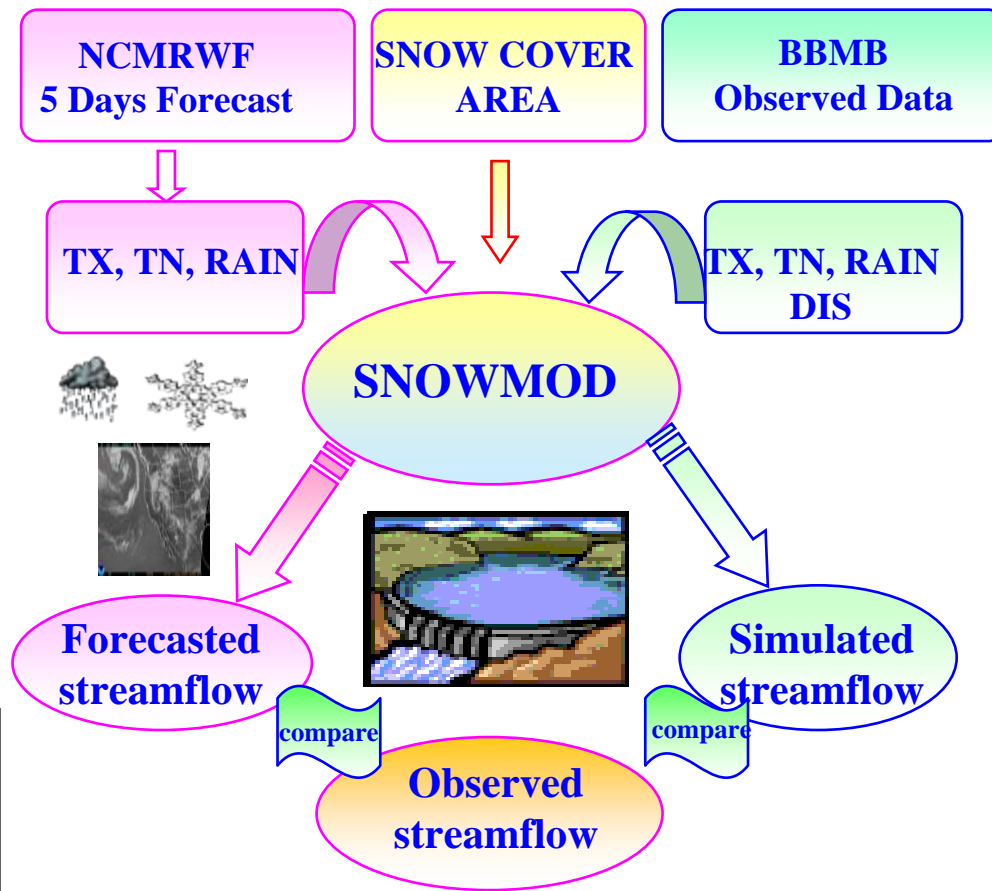 NCMRWF
5 Days Forecast
SNOW COVER
AREA
BBMB
Observed Data
TX, TN, RAIN
TX, TN, RAIN
DIS
SNOWMOD
Forecasted
streamflow
Simulated
streamflow
compare
compare
Observed
streamflow